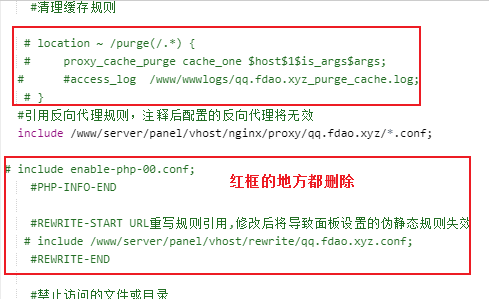 #清理缓存规则
# location ~ /purge(/.*) {
#     proxy_cache_purge cache_one $host$1$is_args$args;
#     #access_log  /www/wwwlogs/qq.fdao.xyz_purge_cache.log;
# }
#引用反向代理规则，注释后配置的反向代理将无效
include /www/server/panel/vhost/nginx/proxy/qq.fdao.xyz/*.conf;
# include enable-php-00.conf;
红框的地方都删除
#PHP-INFO-END
#REWRITE-START URL重写规则引用,修改后将导致面板设置的伪静态规则失效
# include /www/server/panel/vhost/rewrite/qq.fdao.xyz.conf;
#REWRITE-END
#禁止访问的文件或目录